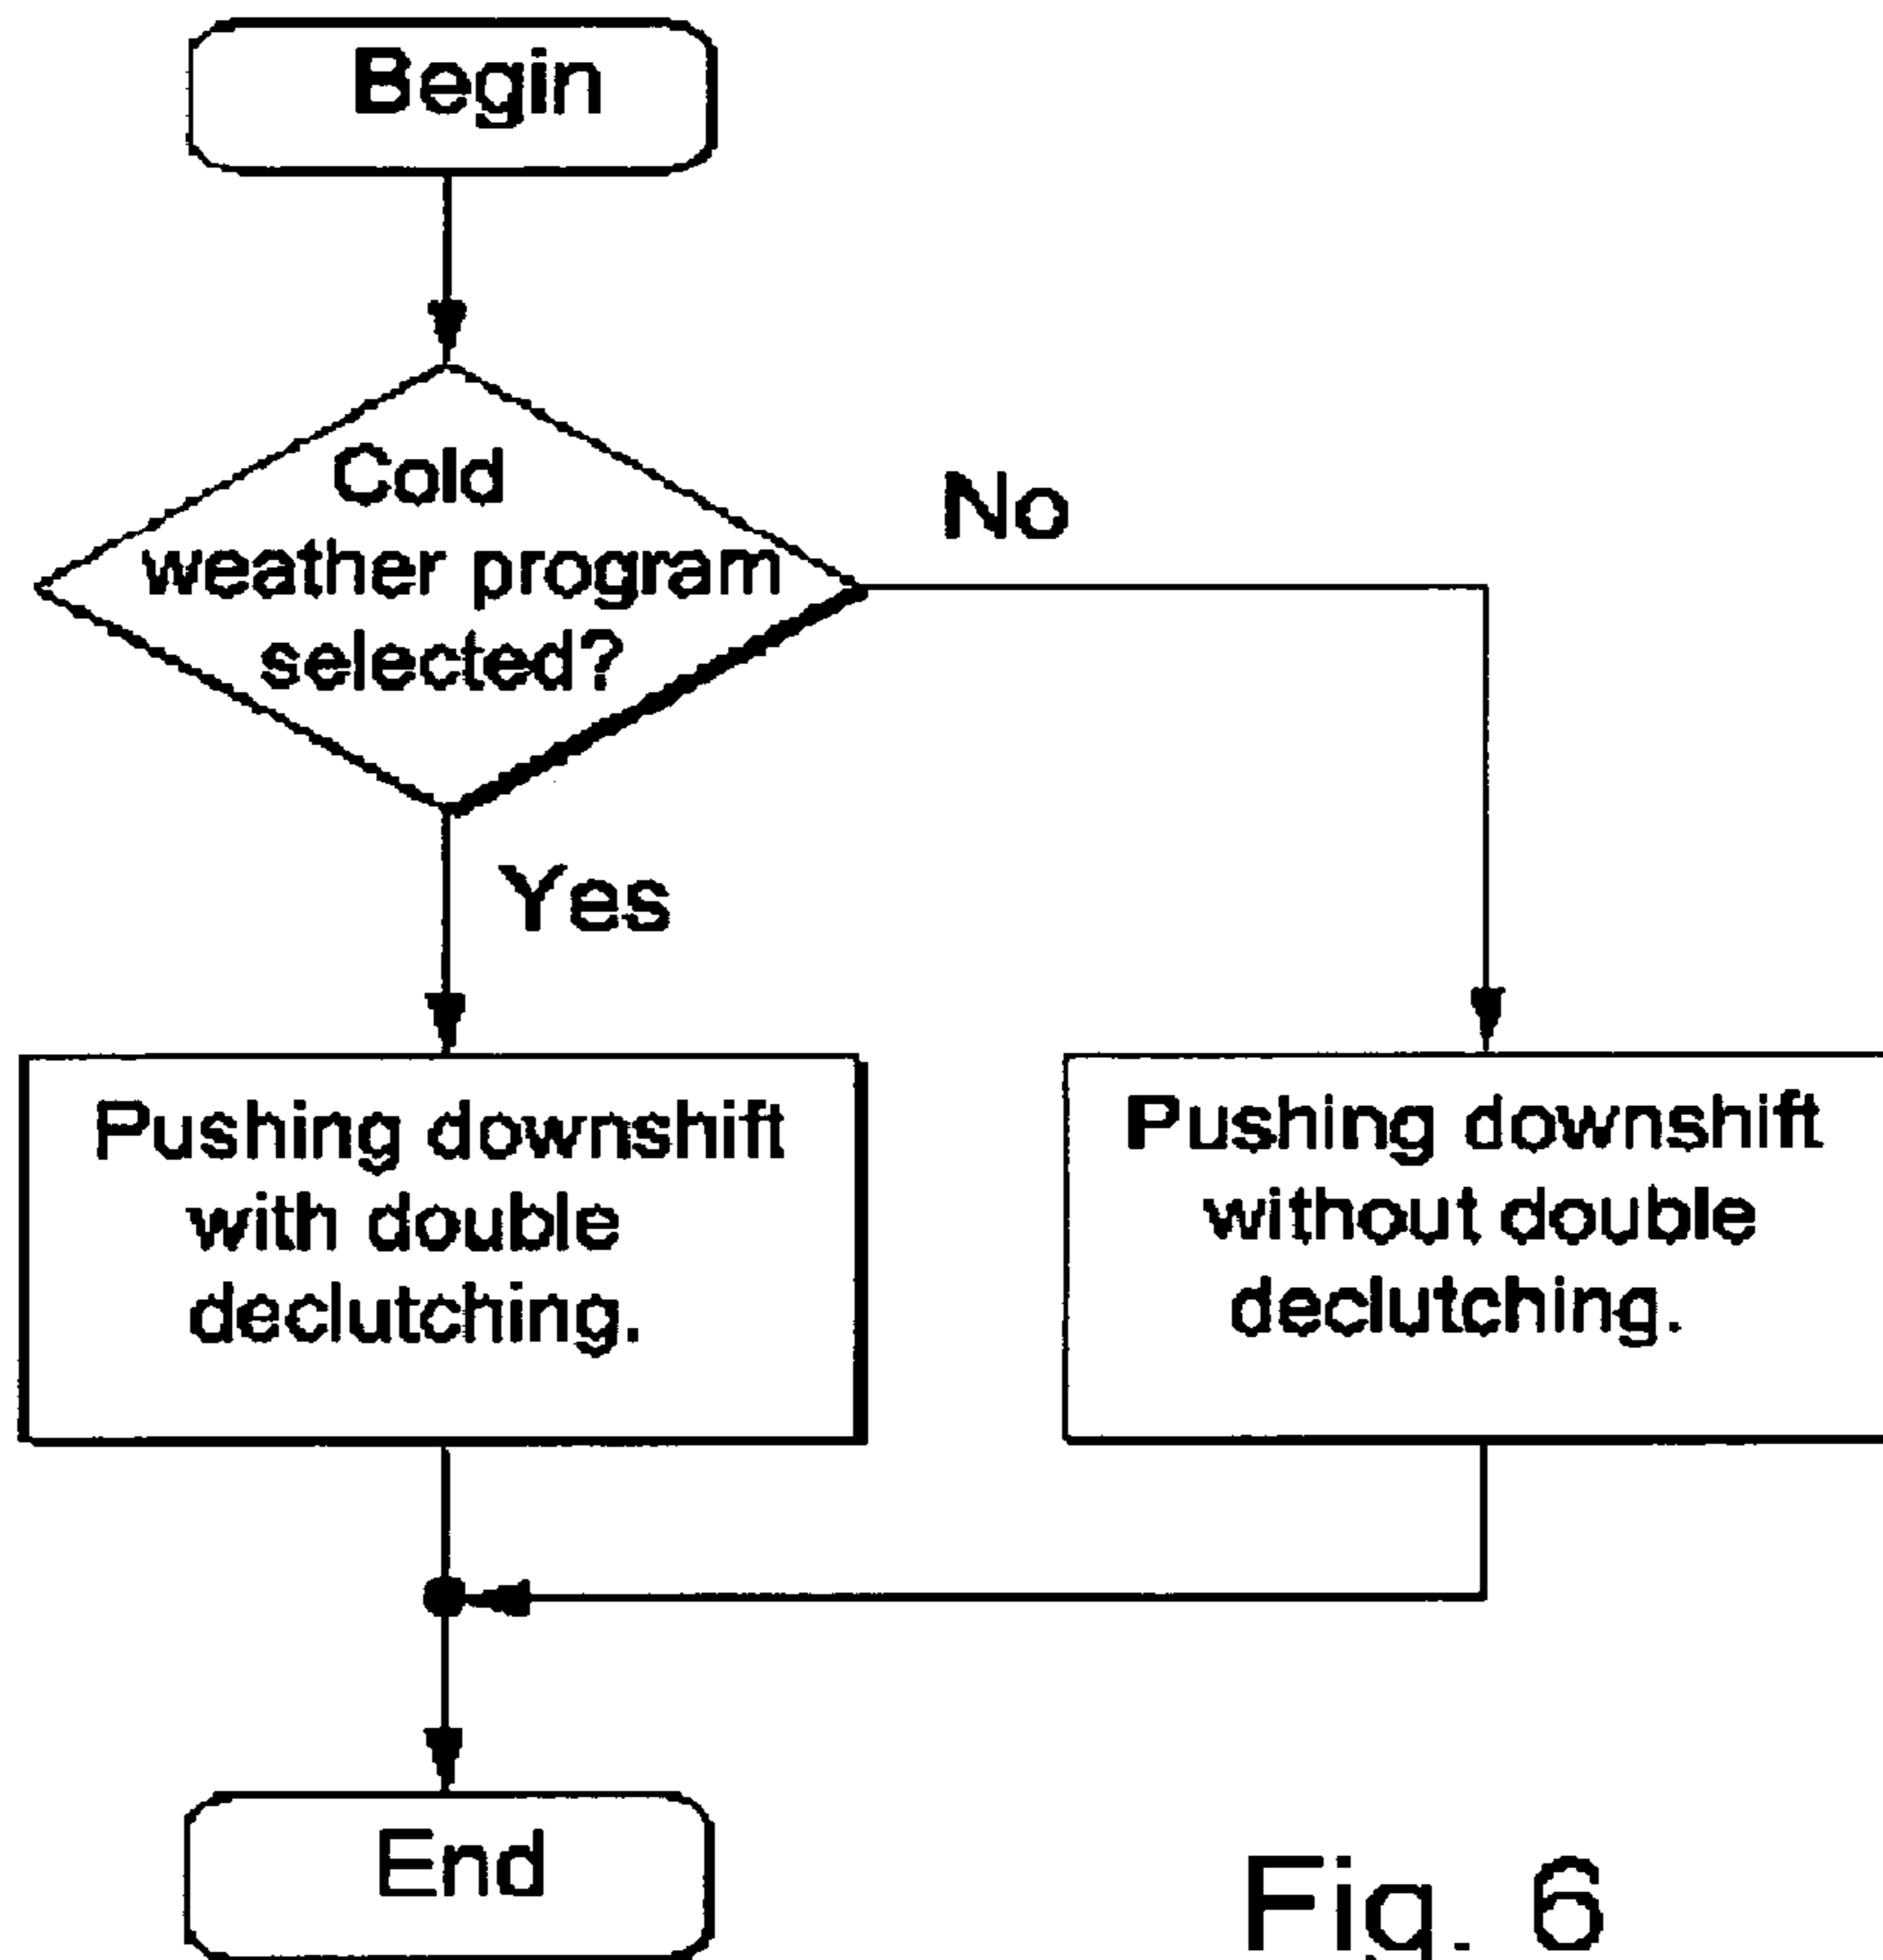 Begin
Cold
weather program
selected?
No
Yes
Pushing downshift
with double
declutching.
Pushing downshift
without double
declutching.
End
Fig. 6